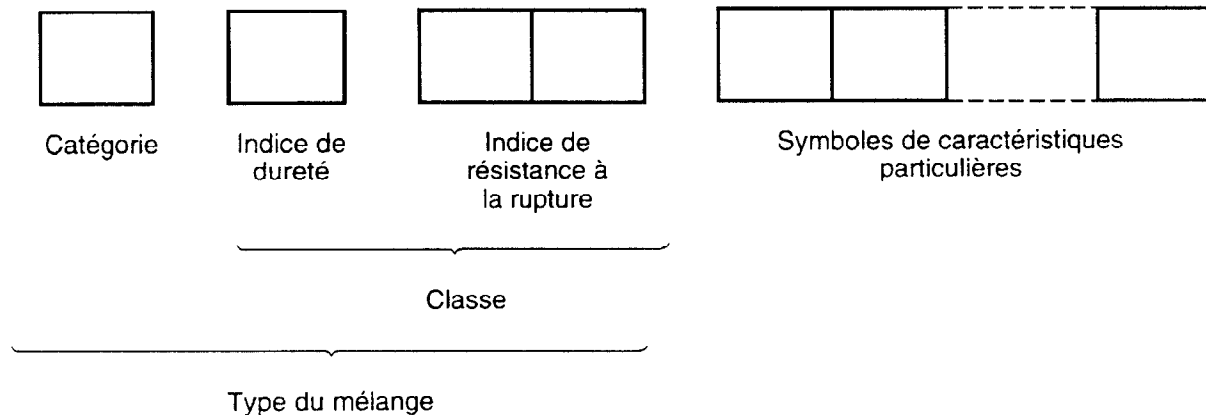 Catégorie
Indice de
dureté
Indice de
résistance à
la rupture
Symboles de caractéristiques
particulières
Classe
Type du mélange